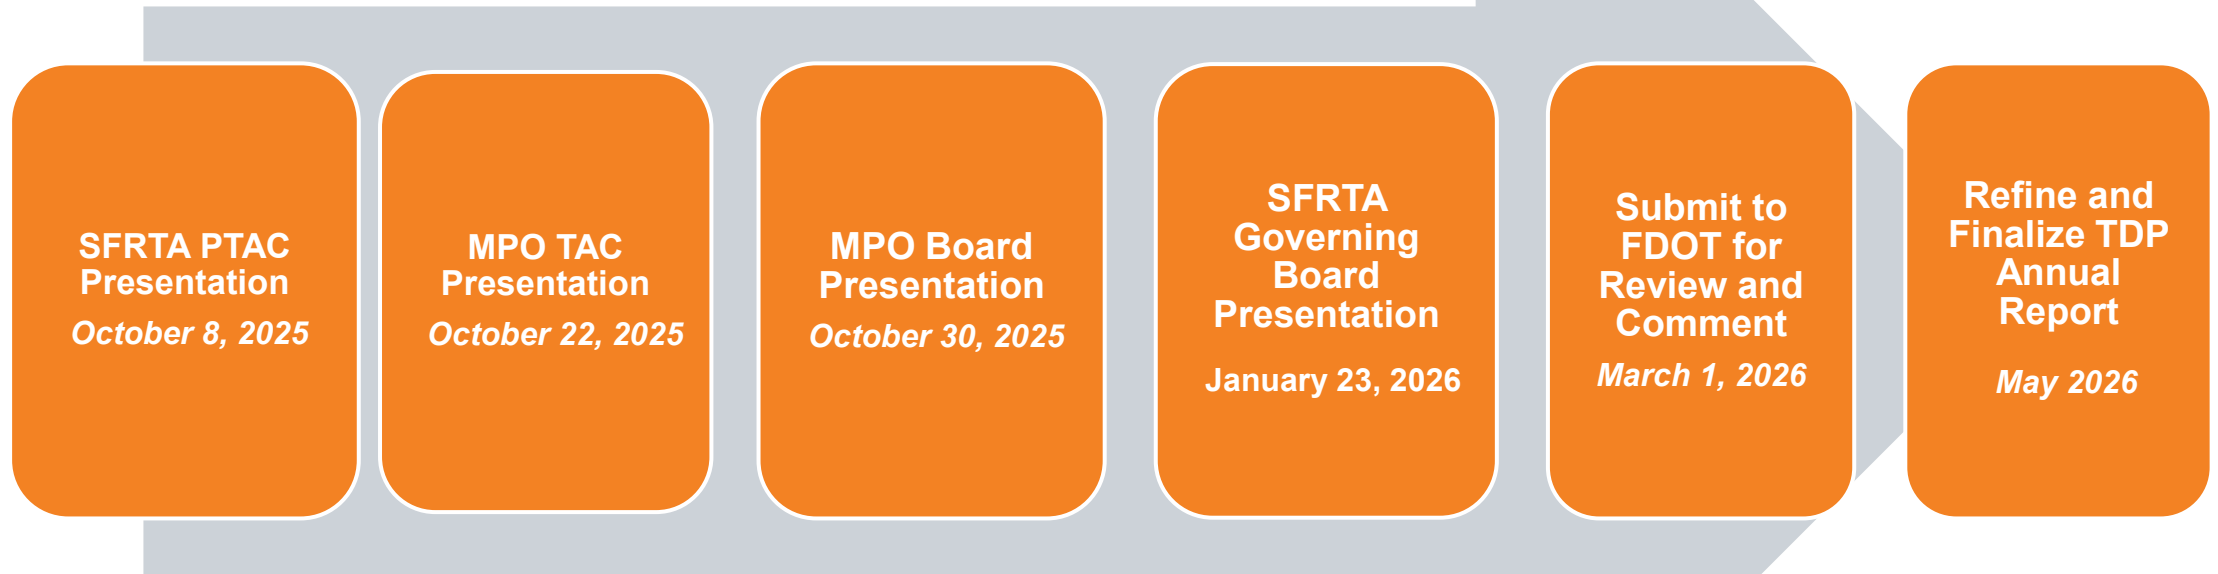 SFRTA PTAC
Presentation
October 8, 2025
MPO TAC
Presentation
October 22, 2025
MPO Board
Presentation
October 30, 2025
SFRTA
Governing
Board
Presentation
January 23, 2026
Submit to
FDOT for
Review and
Comment
March 1, 2026
Refine and
Finalize TDP
Annual
Report
May 2026